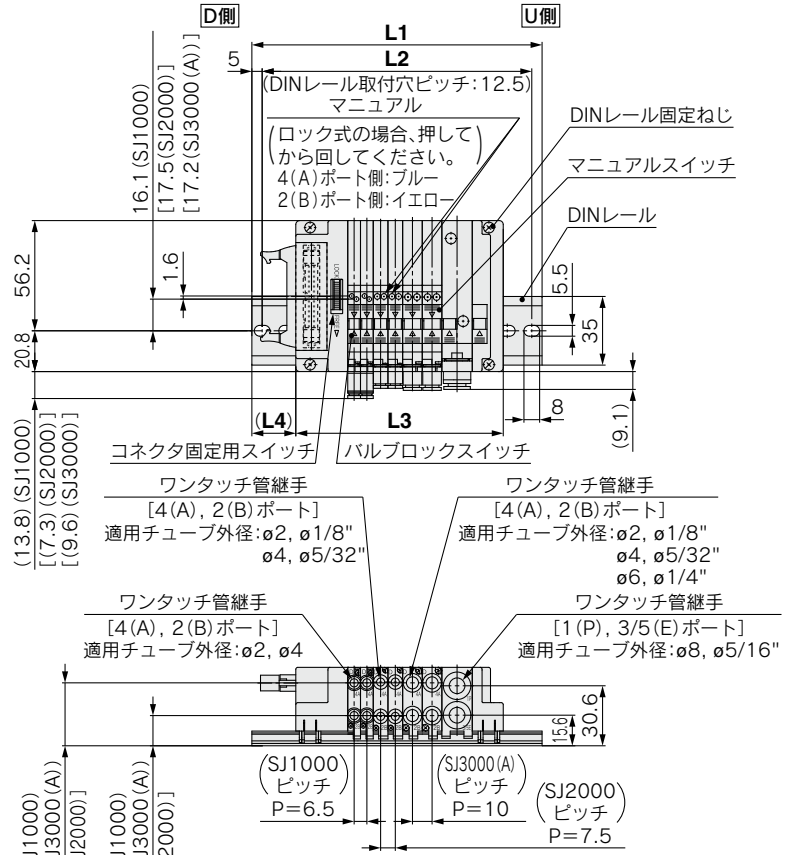 D側
U側
L1
5
L2
(DINレール取付穴ピッチ:12.5)
マニュアル
(ロック式の場合、押して
から回してください。)
4(A)ポート側:ブルー
2(B)ポート側:イエロー
DINレール固定ねじ
マニュアルスイッチ
DINレール
16.1(SJ1000)
[17.5(SJ2000)]
[17.2(SJ3000(A))]
56.2
1.6
20.8
5.5
35
8
(9.1)
(L4)
L3
(13.8)(SJ1000)
[(7.3)(SJ2000)]
[(9.6)(SJ3000)]
コネクタ固定用スイッチ
バルブロックスイッチ
ワンタッチ管継手
[4(A), 2(B)ポート]
適用チューブ外径:ø2, ø1/8"
ø4, ø5/32"
ワンタッチ管継手
[4(A), 2(B)ポート]
適用チューブ外径:ø2, ø1/8"
ø4, ø5/32"
ø6, ø1/4"
ワンタッチ管継手
[4(A), 2(B)ポート]
適用チューブ外径:ø2, ø4
ワンタッチ管継手
[1(P), 3/5(E)ポート]
適用チューブ外径:ø8, ø5/16"
15.6
30.6
(SJ1000)
ピッチ
P=6.5
(SJ3000(A))
ピッチ
P=10
(SJ2000)
ピッチ
P=7.5
J1000)
J3000(A))
J2000)]
J1000)
J3000(A))
2000)]